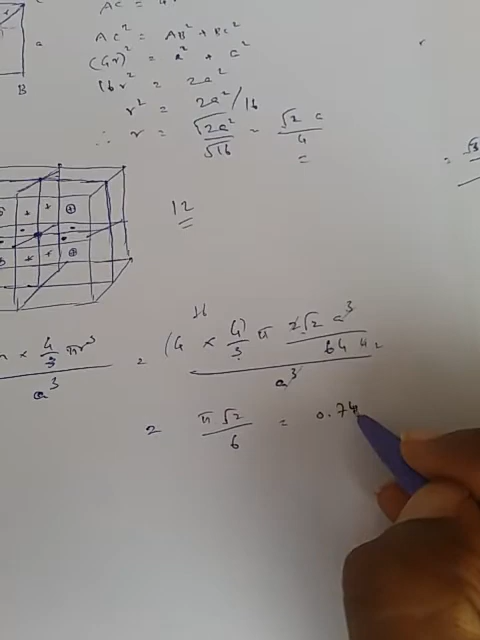 AC² = AB² + BC²
(4r)² = a² + a²
16r² = 2a²
r² = 2a²/16
∴ r = √2a²/√16 = √2 a/4
B
12
n × 4/3 πr³ / a³ = (4 × 4/3) π 2√2 a³/64 / a³
= π√2/6 = 0.74